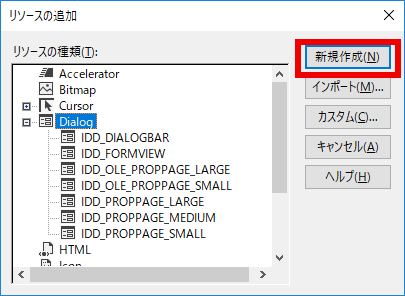 リソースの追加
リソースの種類(T):
Accelerator
Bitmap
Cursor
Dialog
IDD_DIALOGBAR
IDD_FORMVIEW
IDD_OLE_PROPPAGE_LARGE
IDD_OLE_PROPPAGE_SMALL
IDD_PROPPAGE_LARGE
IDD_PROPPAGE_MEDIUM
IDD_PROPPAGE_SMALL
HTML
Icon
新規作成(N)
インポート(M)...
カスタム(C)...
キャンセル(A)
ヘルプ(H)